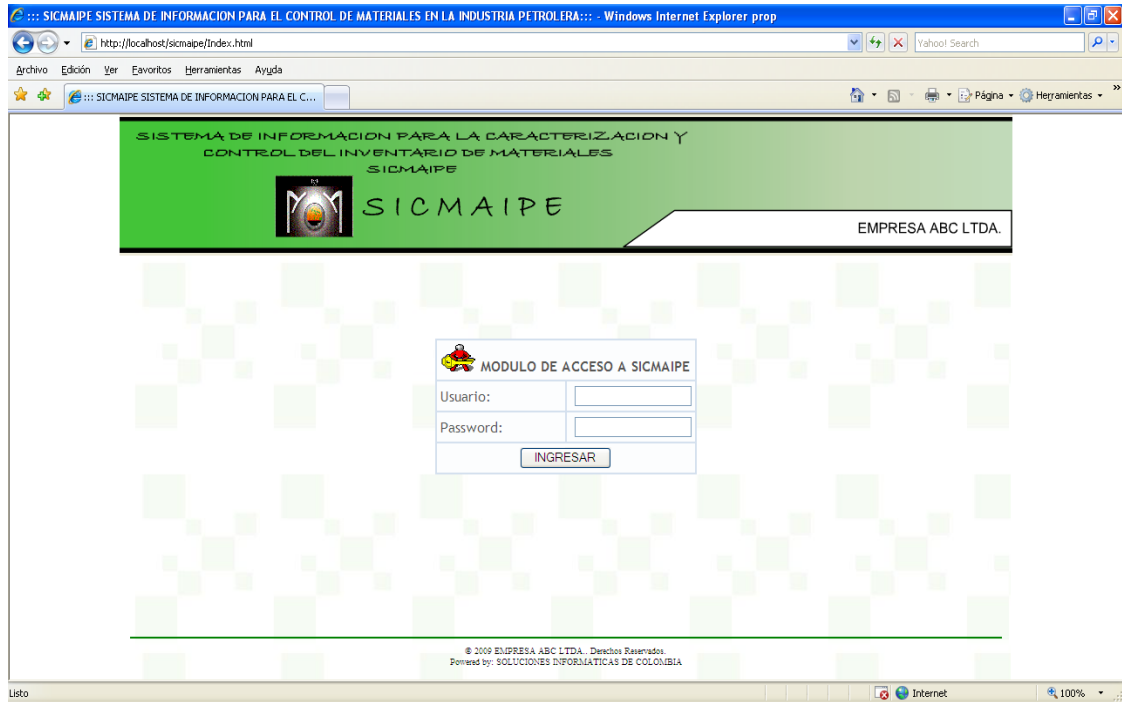 ::: SICMAIPE SISTEMA DE INFORMACION PARA EL CONTROL DE MATERIALES EN LA INDUSTRIA PETROLERA::: - Windows Internet Explorer prop
http://localhost/sicmaipe/Index.html
Yahoo! Search
Archivo Edición Ver Favoritos Herramientas Ayuda
::: SICMAIPE SISTEMA DE INFORMACION PARA EL C...
Página Herramientas »
SISTEMA DE INFORMACION PARA LA CARACTERIZACION Y
CONTROL DEL INVENTARIO DE MATERIALES
SICMAIPE
SICMAIPE
EMPRESA ABC LTDA.
MODULO DE ACCESO A SICMAIPE
Usuario:
Password:
INGRESAR
© 2009 EMPRESA ABC LTDA.. Derechos Reservados.
Powered by: SOLUCIONES INFORMATICAS DE COLOMBIA
Listo Internet 100%